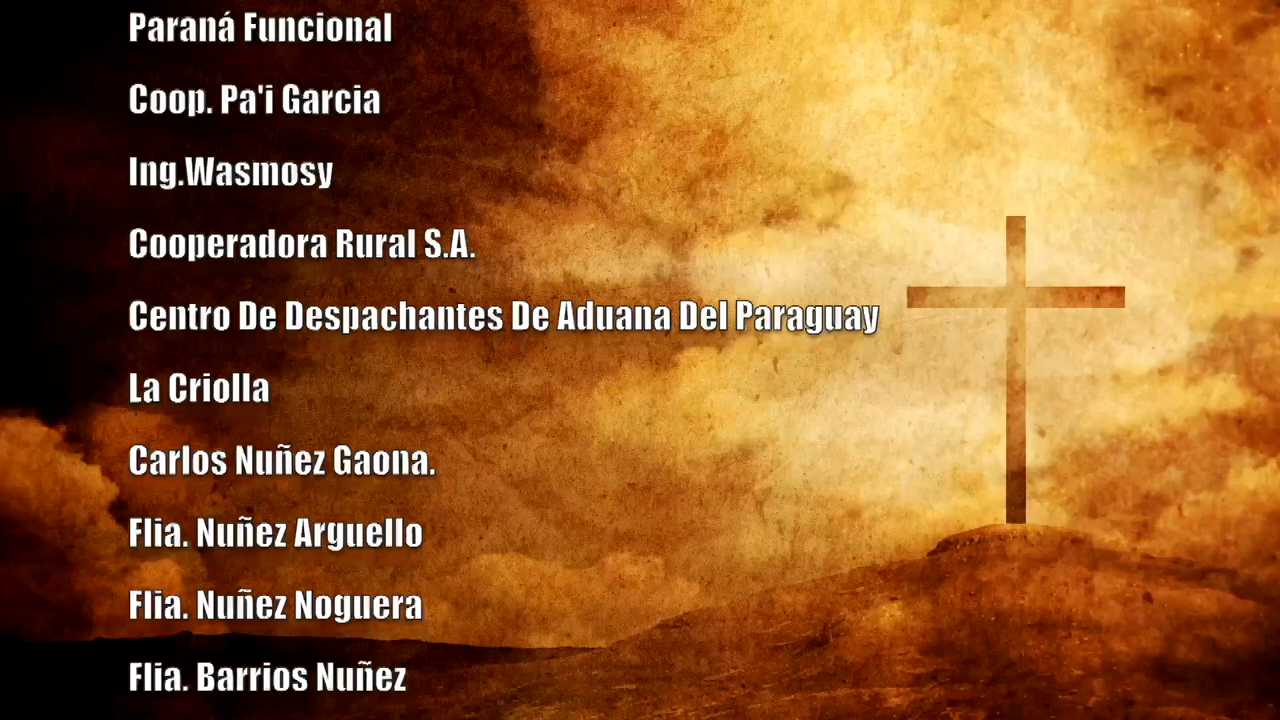 Paraná Funcional
Coop. Pa'i Garcia
Ing.Wasmosy
Cooperadora Rural S.A.
Centro De Despachantes De Aduana Del Paraguay
La Criolla
Carlos Nuñez Gaona.
Flia. Nuñez Arguello
Flia. Nuñez Noguera
Flia. Barrios Nuñez